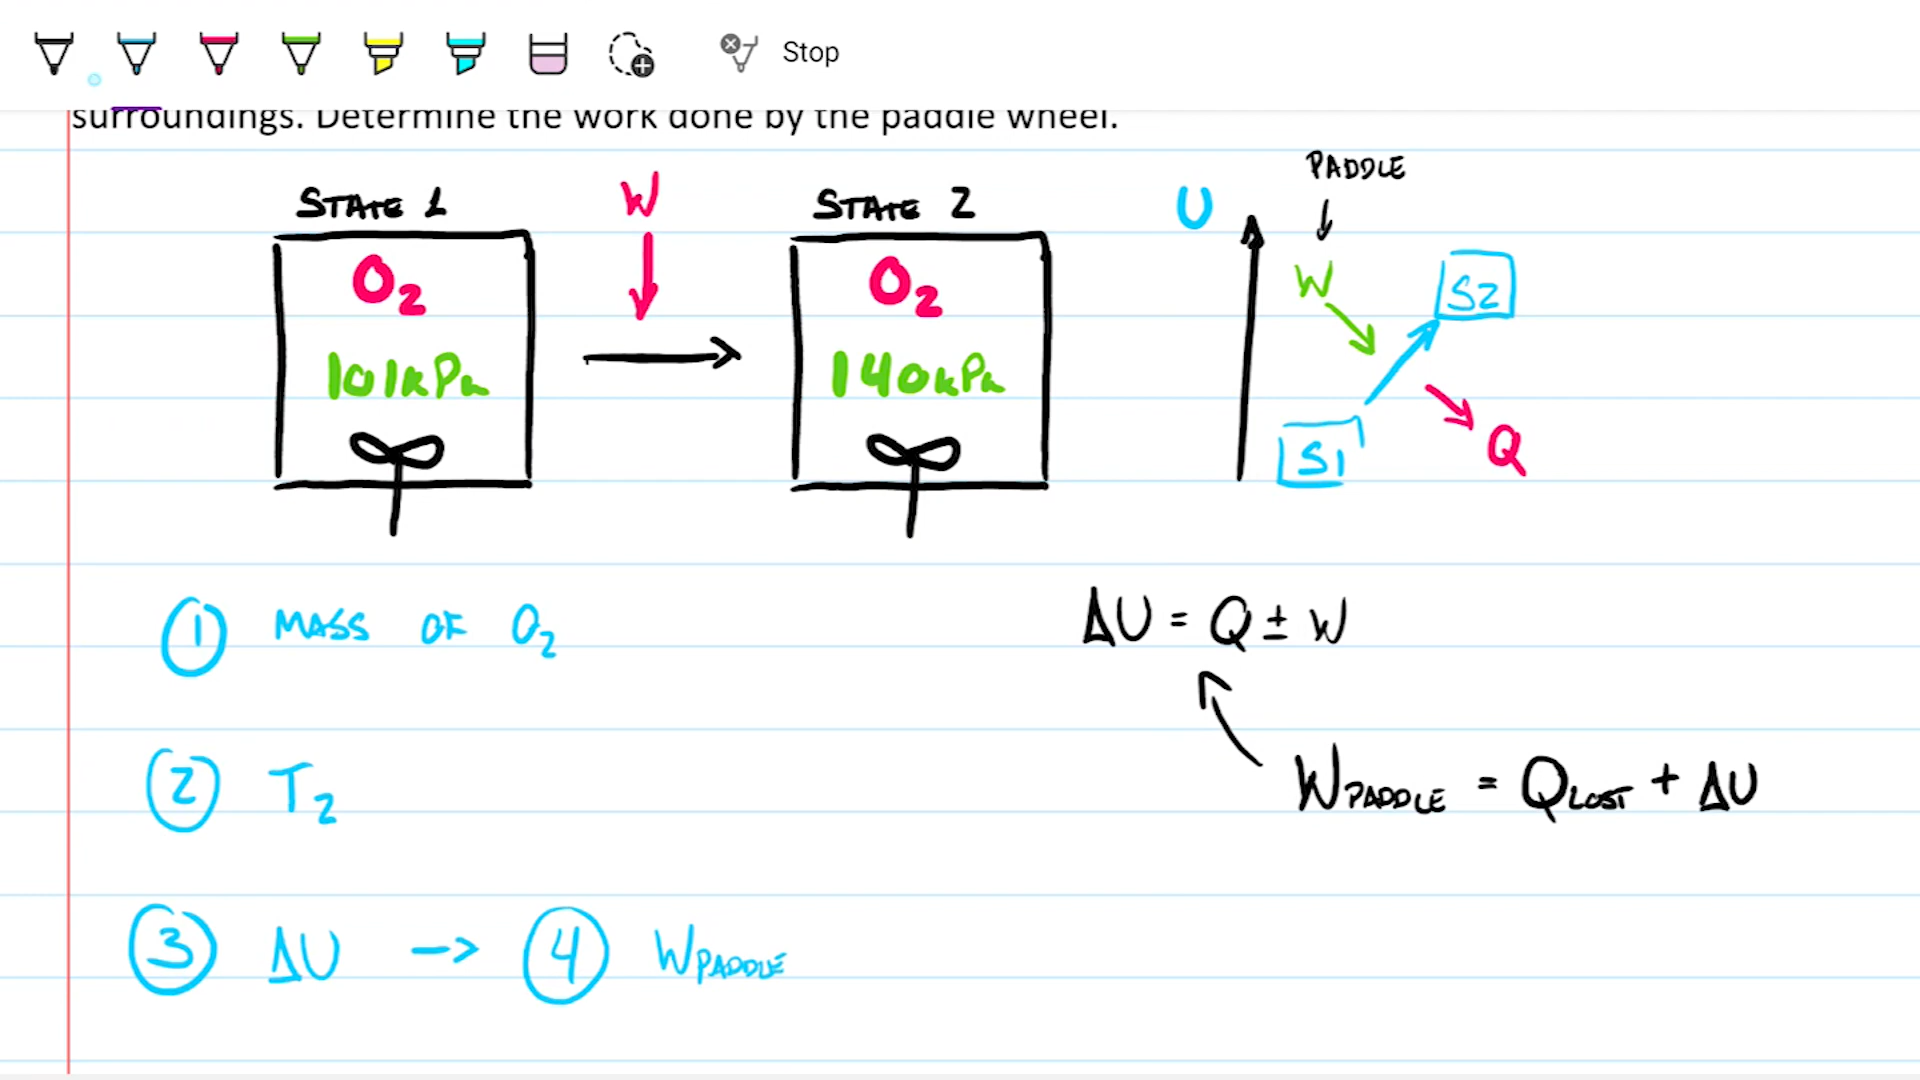 Stop
surroundings. Determine the work done by the paddle wheel.
PADDLE
STATE 1 W STATE 2 U
O2 O2 W S2
101kPa 140kPa
S1 Q
① MASS OF O2 ΔU = Q ± W
② T2 WPADDLE = QLOST + ΔU
③ ΔU -> ④ WPADDLE